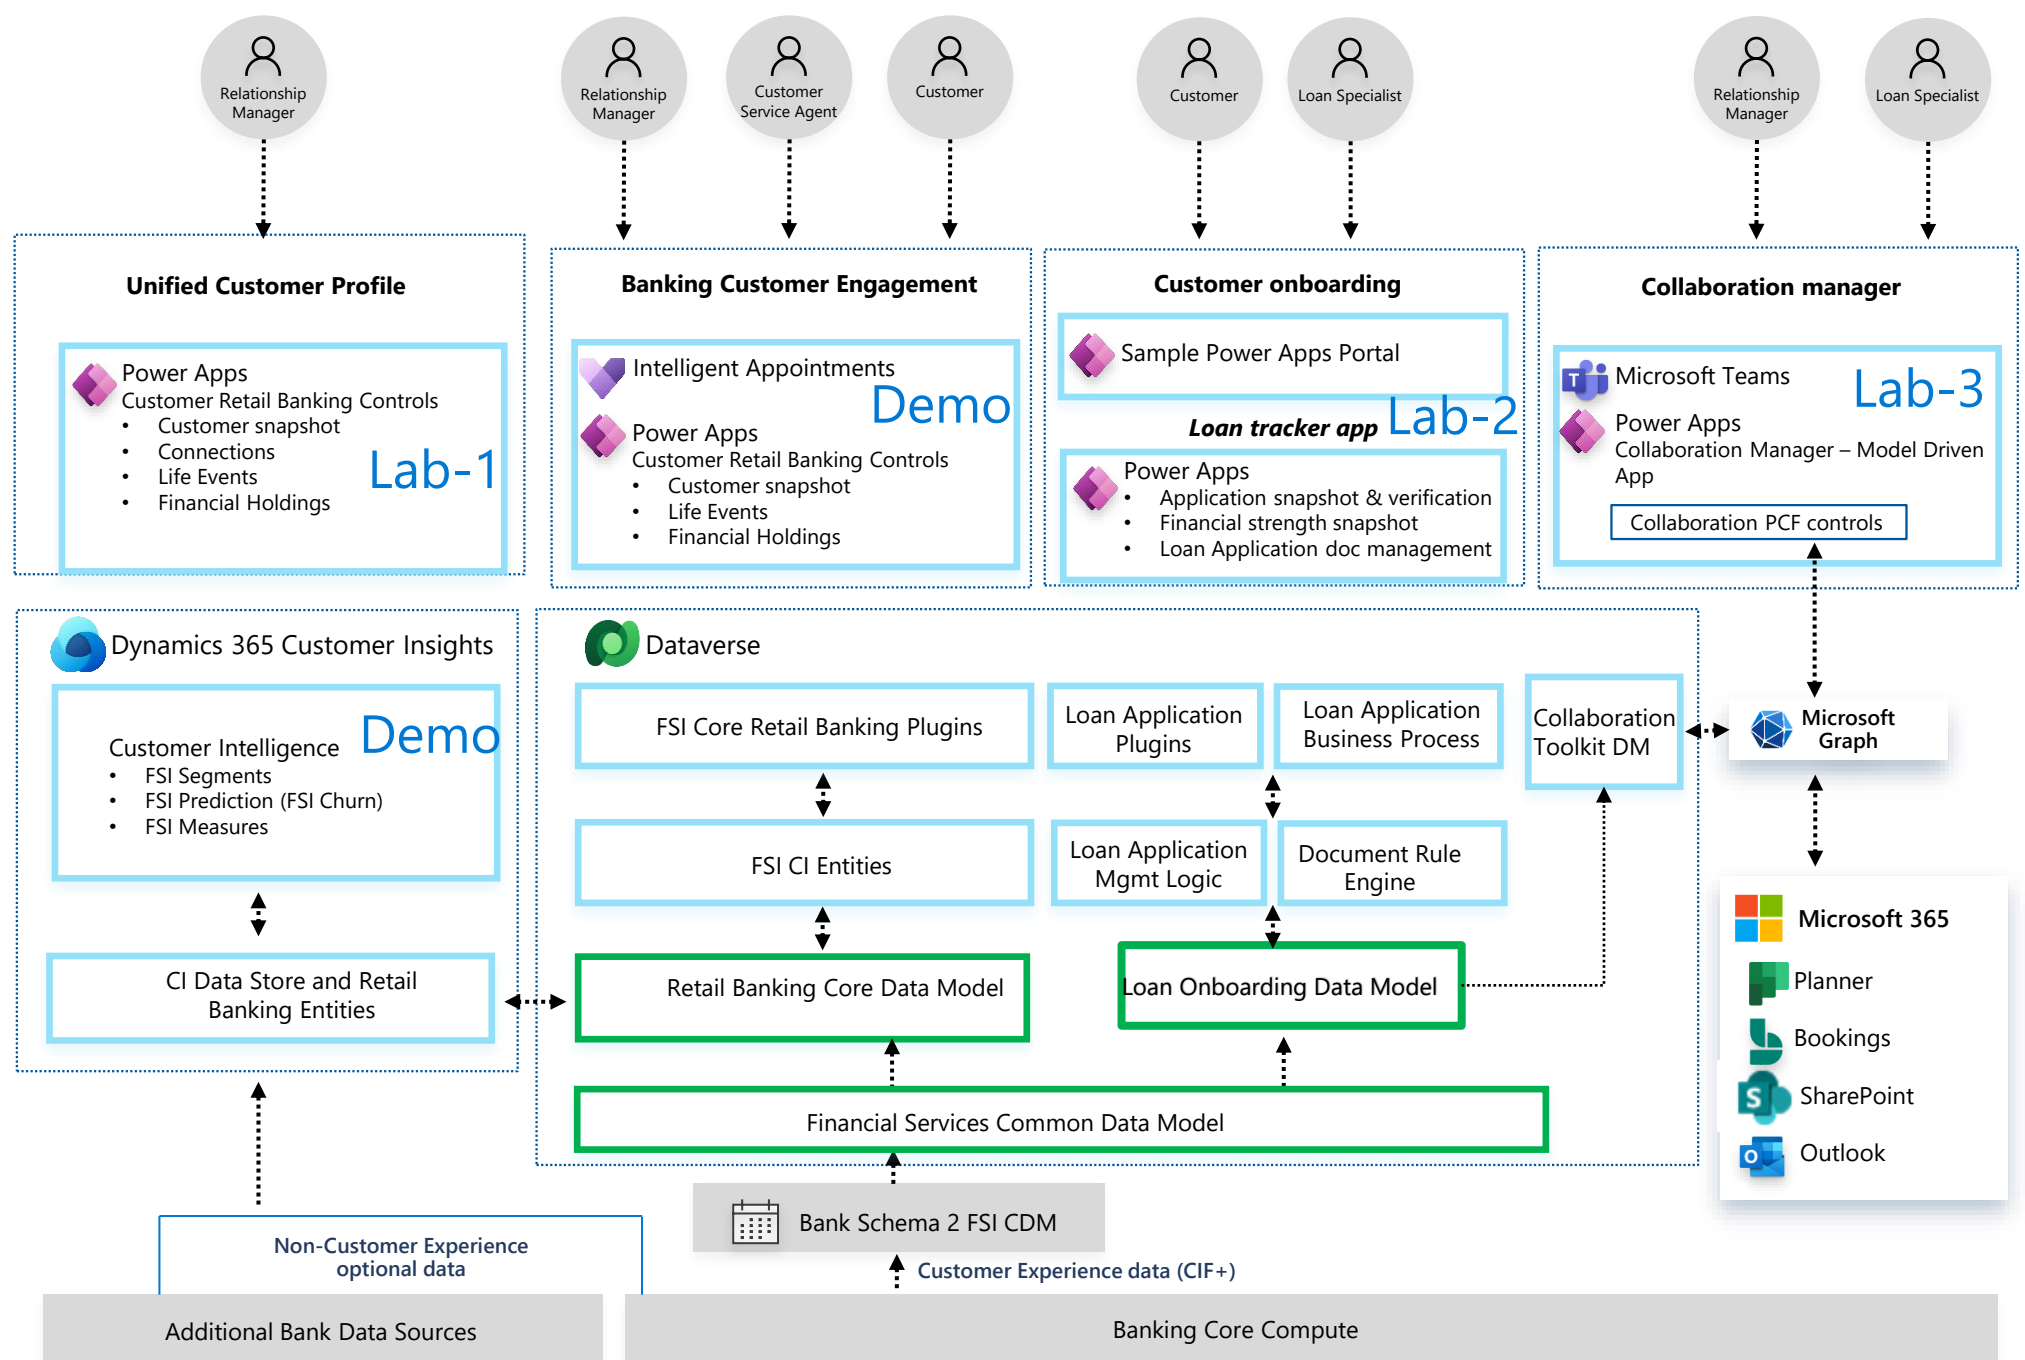 Relationship
Manager
Relationship
Manager
Customer
Service Agent
Customer
Customer
Loan Specialist
Relationship
Manager
Loan Specialist
Unified Customer Profile
Power Apps
Customer Retail Banking Controls
• Customer snapshot
• Connections
• Life Events
• Financial Holdings
Lab-1
Banking Customer Engagement
Intelligent Appointments
Demo
Power Apps
Customer Retail Banking Controls
• Customer snapshot
• Life Events
• Financial Holdings
Customer onboarding
Sample Power Apps Portal
Lab-2
Loan tracker app
Power Apps
• Application snapshot & verification
• Financial strength snapshot
• Loan Application doc management
Collaboration manager
T
Microsoft Teams
Lab-3
Power Apps
Collaboration Manager – Model Driven
App
Collaboration PCF controls
Dynamics 365 Customer Insights
Demo
Customer Intelligence
• FSI Segments
• FSI Prediction (FSI Churn)
• FSI Measures
CI Data Store and Retail
Banking Entities
Dataverse
FSI Core Retail Banking Plugins
Loan Application
Plugins
Loan Application
Business Process
Collaboration
Toolkit DM
FSI CI Entities
Loan Application
Mgmt Logic
Document Rule
Engine
Retail Banking Core Data Model
Loan Onboarding Data Model
Financial Services Common Data Model
Microsoft
Graph
Microsoft 365
Planner
Bookings
S
SharePoint
O
Outlook
Bank Schema 2 FSI CDM
Non-Customer Experience
optional data
Customer Experience data (CIF+)
Additional Bank Data Sources
Banking Core Compute